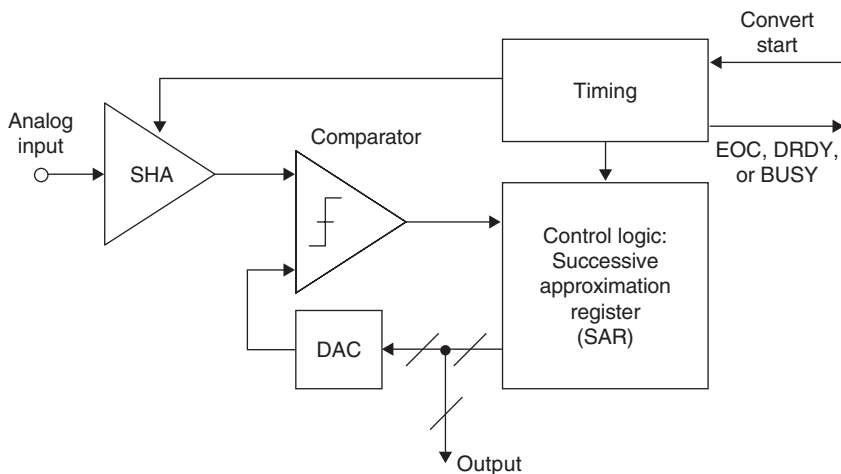 Convert
start
Timing
Analog
input
Comparator
SHA
EOC, DRDY,
or BUSY
Control logic:
Successive
approximation
register
(SAR)
DAC
Output